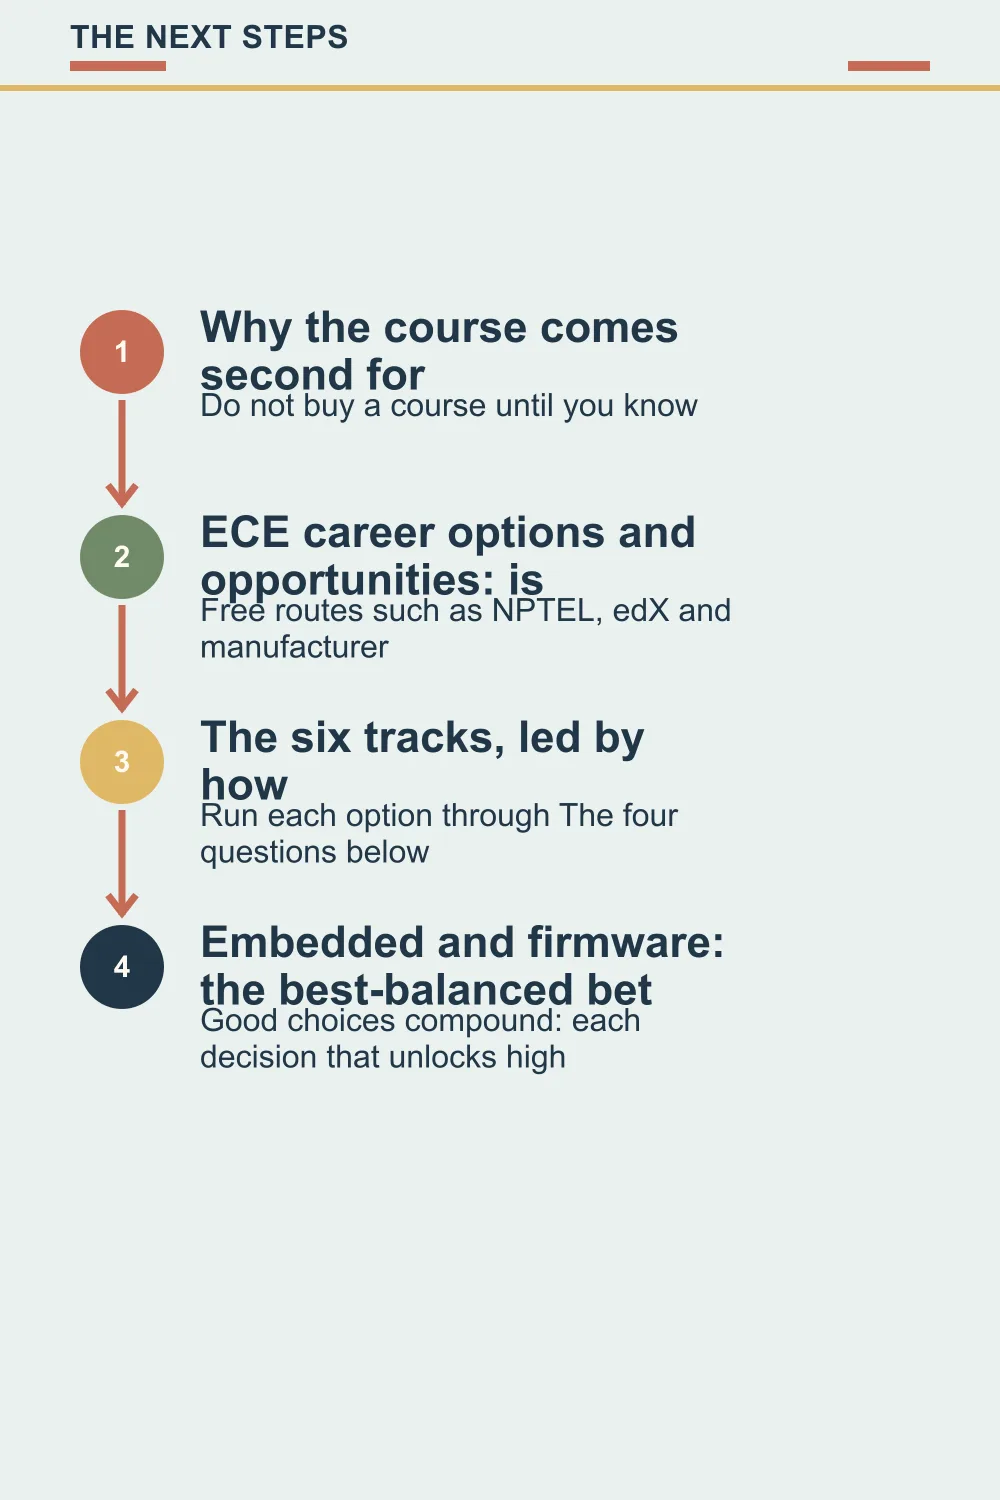 THE NEXT STEPS
1
Why the course comes
second for
Do not buy a course until you know
2
ECE career options and
opportunities: is
Free routes such as NPTEL, edX and
manufacturer
3
The six tracks, led by
how
Run each option through The four
questions below
4
Embedded and firmware:
the best-balanced bet
Good choices compound: each
decision that unlocks high